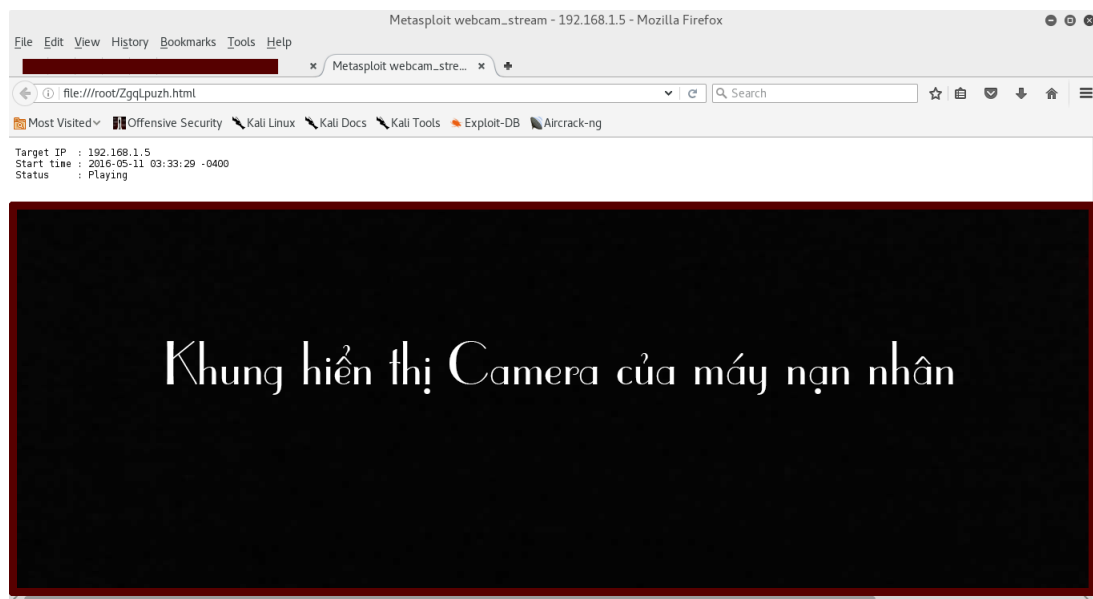 Metasploit webcam_stream - 192.168.1.5 - Mozilla Firefox
File Edit View History Bookmarks Tools Help
Metasploit webcam_stre...
file:///root/ZgqLpuzh.html Search
Most Visited Offensive Security Kali Linux Kali Docs Kali Tools Exploit-DB Aircrack-ng
Target IP : 192.168.1.5
Start time : 2016-05-11 03:33:29 -0400
Status : Playing
Khung hiển thị Camera của máy nạn nhân